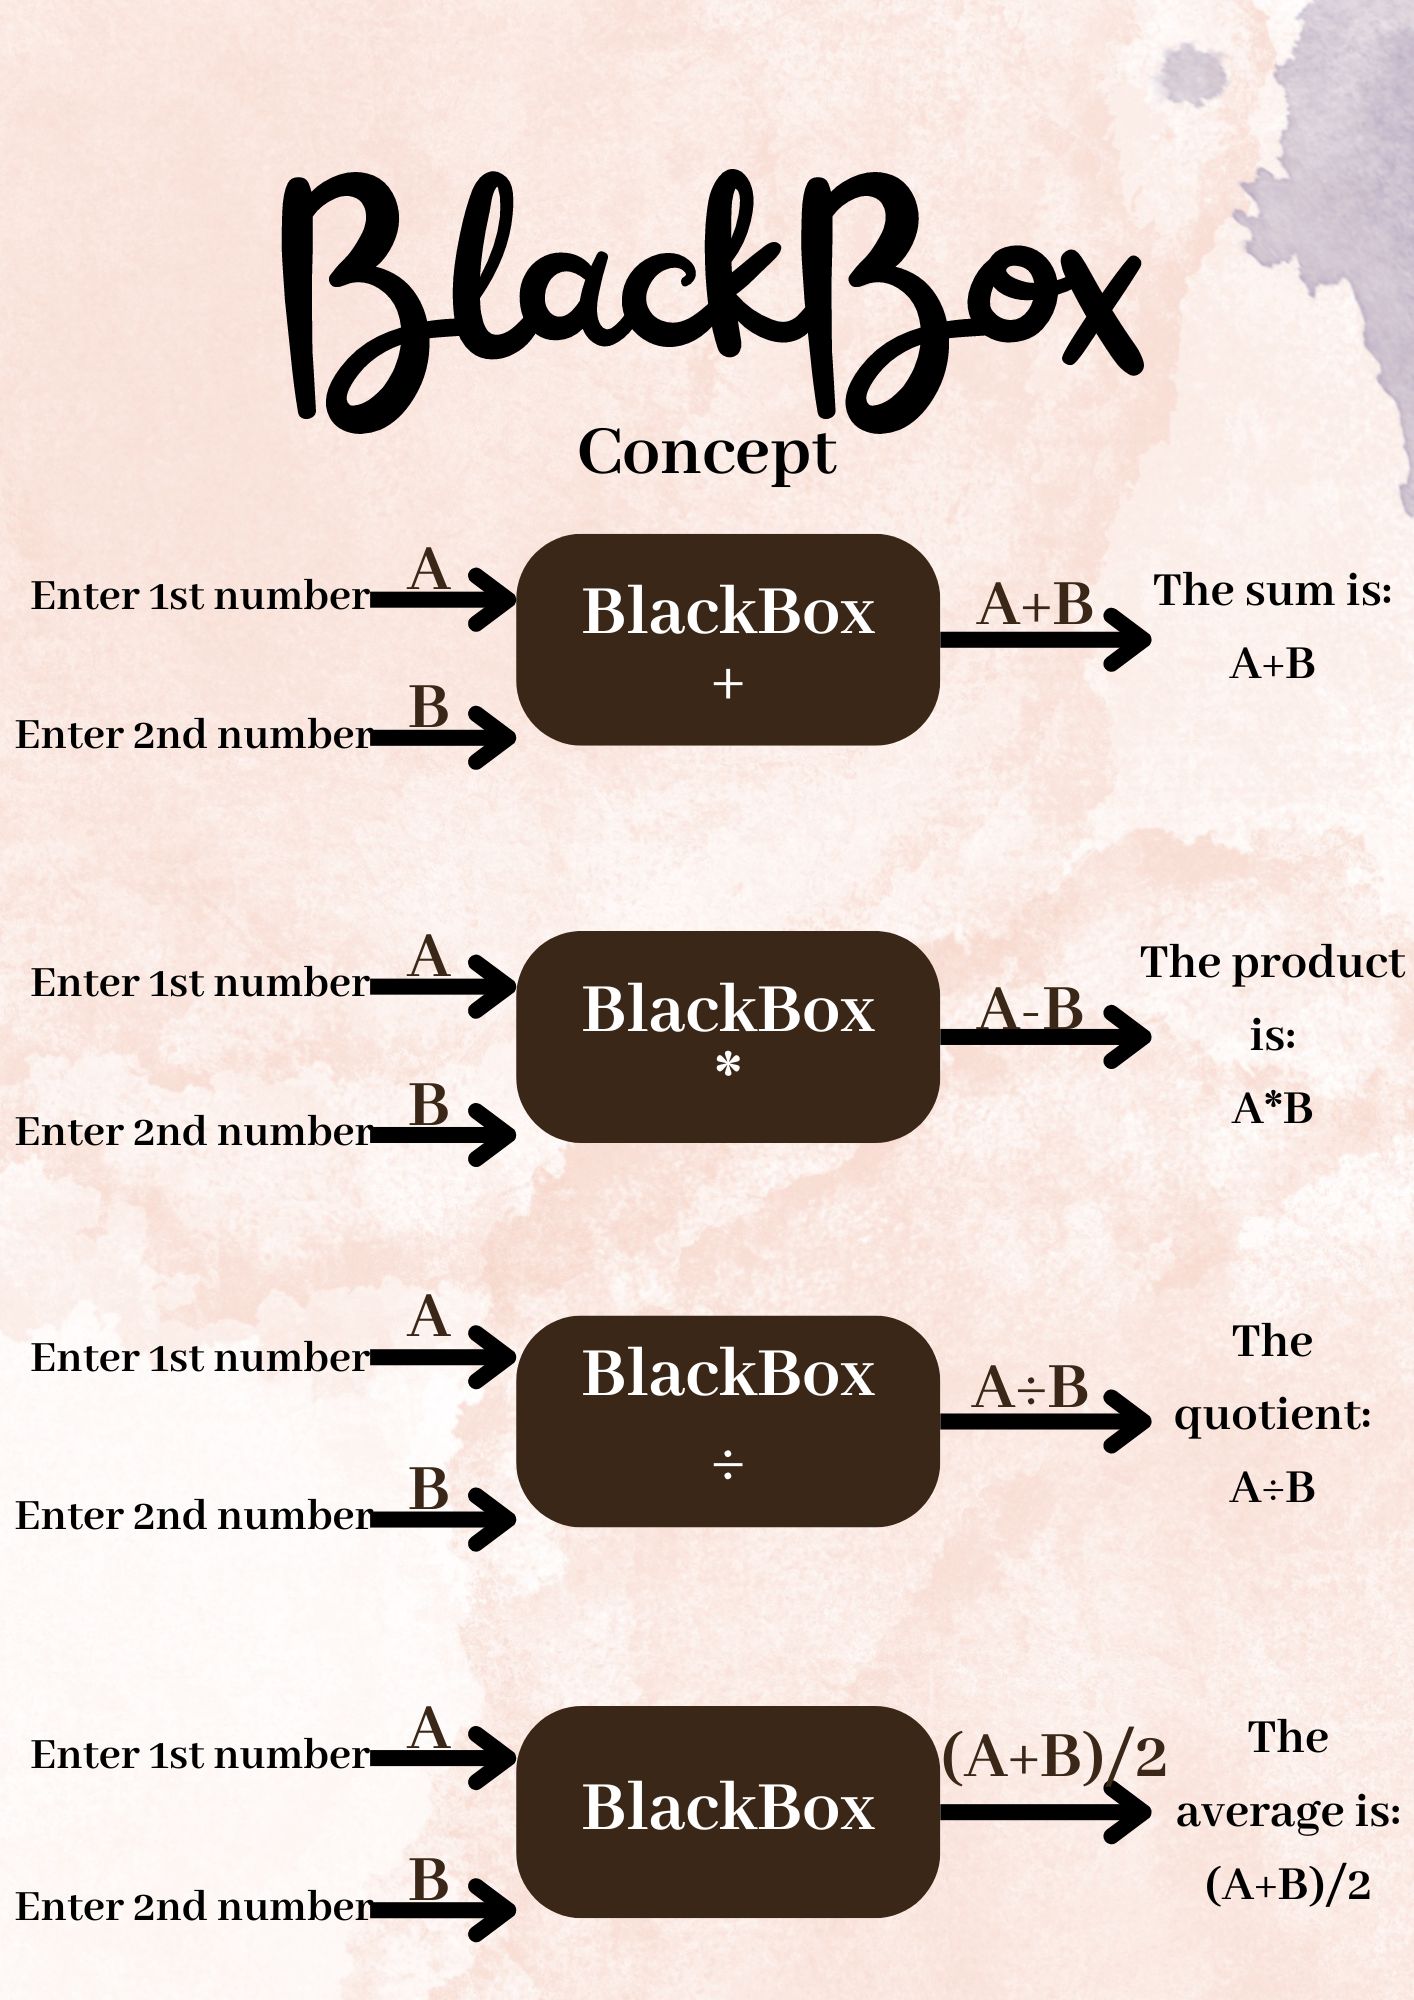 BlackBox
Concept
Enter 1st number
A
BlackBox
+
A+B
The sum is:
A+B
Enter 2nd number
B
Enter 1st number
A
BlackBox
*
A-B
The product
is:
A*B
Enter 2nd number
B
Enter 1st number
A
BlackBox
÷
A÷B
The
quotient:
A÷B
Enter 2nd number
B
Enter 1st number
A
BlackBox
(A+B)/2
The
average is:
(A+B)/2
Enter 2nd number
B